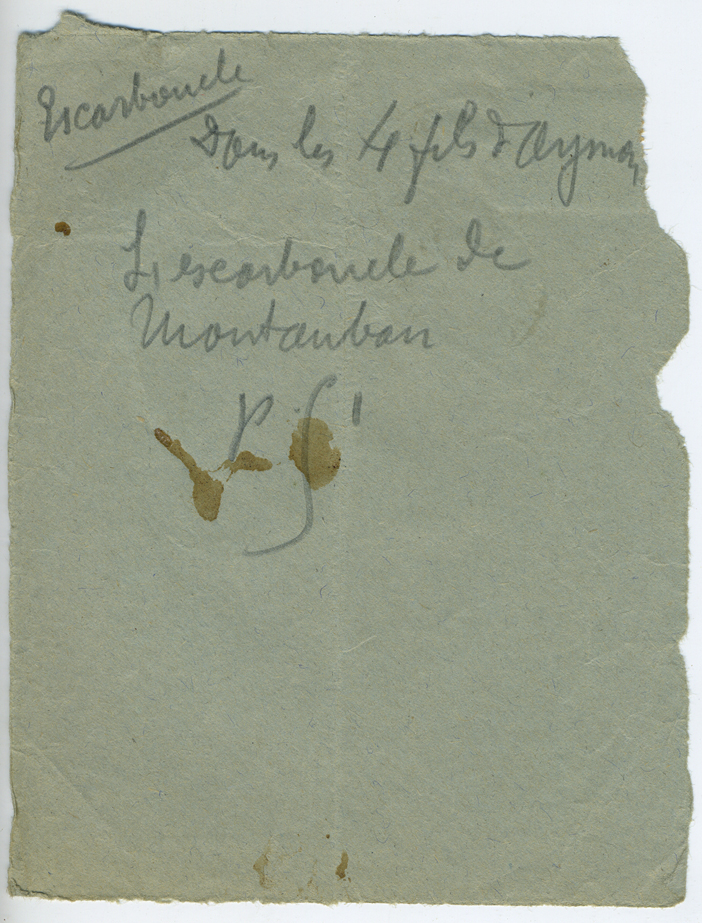 Escarboucle
Dans les 4 fils d'Aymon
L'escarboucle de
Montauban